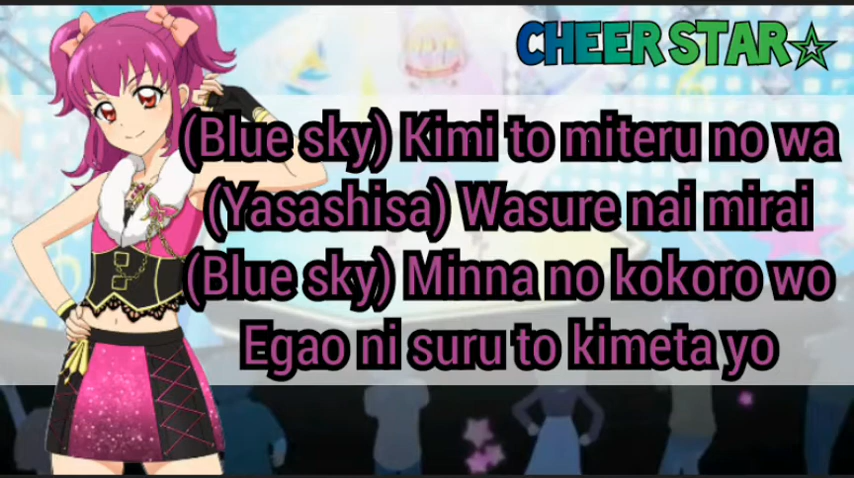 CHEER STAR☆
(Blue sky) Kimi to miteru no wa
(Yasashisa) Wasure nai mirai
(Blue sky) Minna no kokoro wo
Egao ni suru to kimeta yo